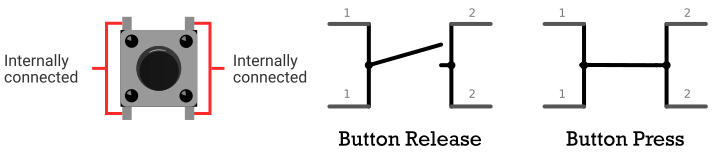 Internally
connected
Internally
connected
1 2
1 2
Button Release
1 2
1 2
Button Press